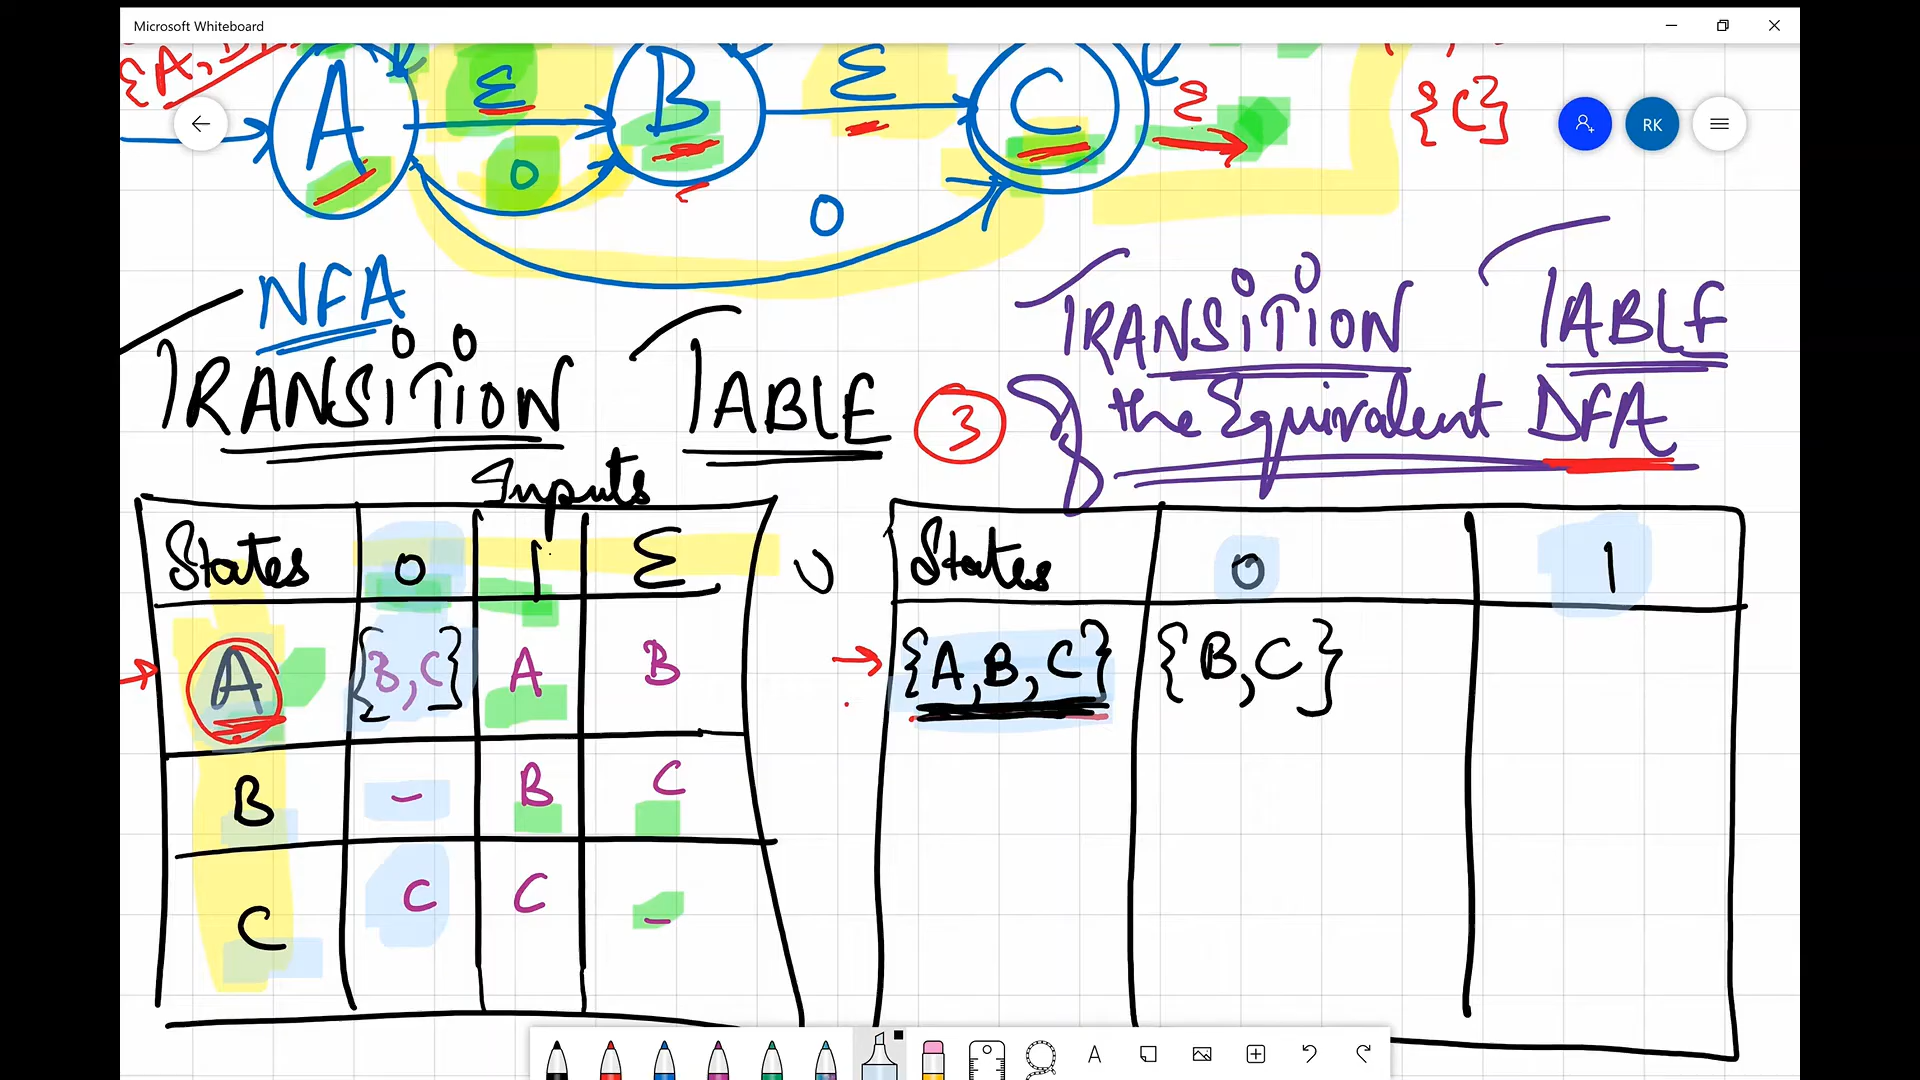 Microsoft Whiteboard
{A,
A ε B ε C ε {C}
0
0
RK
NFA
TRANSITION TABLE
TRANSITION TABLE
③ of the Equivalent DFA
Inputs
States 0 1 ε
A {B,C} A B
B - B C
C C C -
U
States 0 1
{A,B,C} {B,C}
A